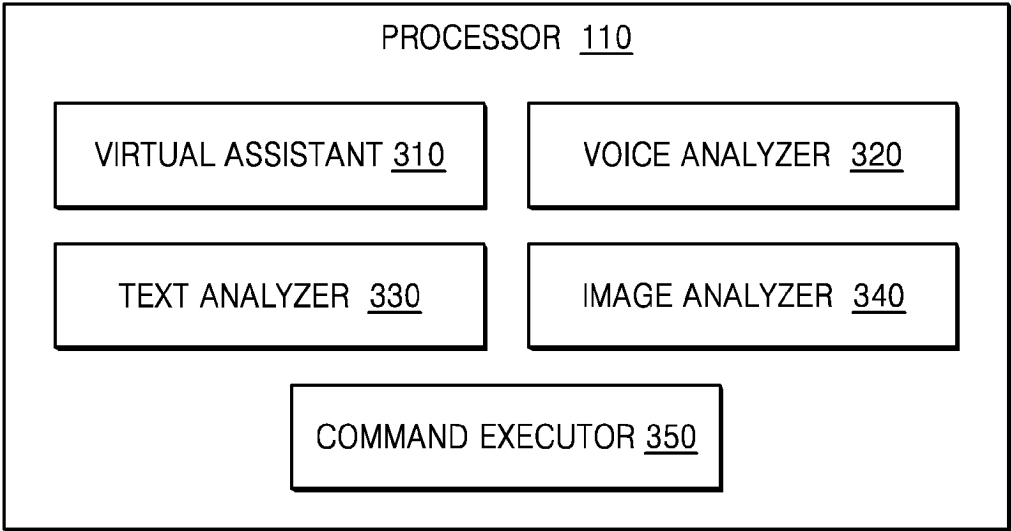 PROCESSOR 110
VIRTUAL ASSISTANT 310
VOICE ANALYZER 320
TEXT ANALYZER 330
IMAGE ANALYZER 340
COMMAND EXECUTOR 350